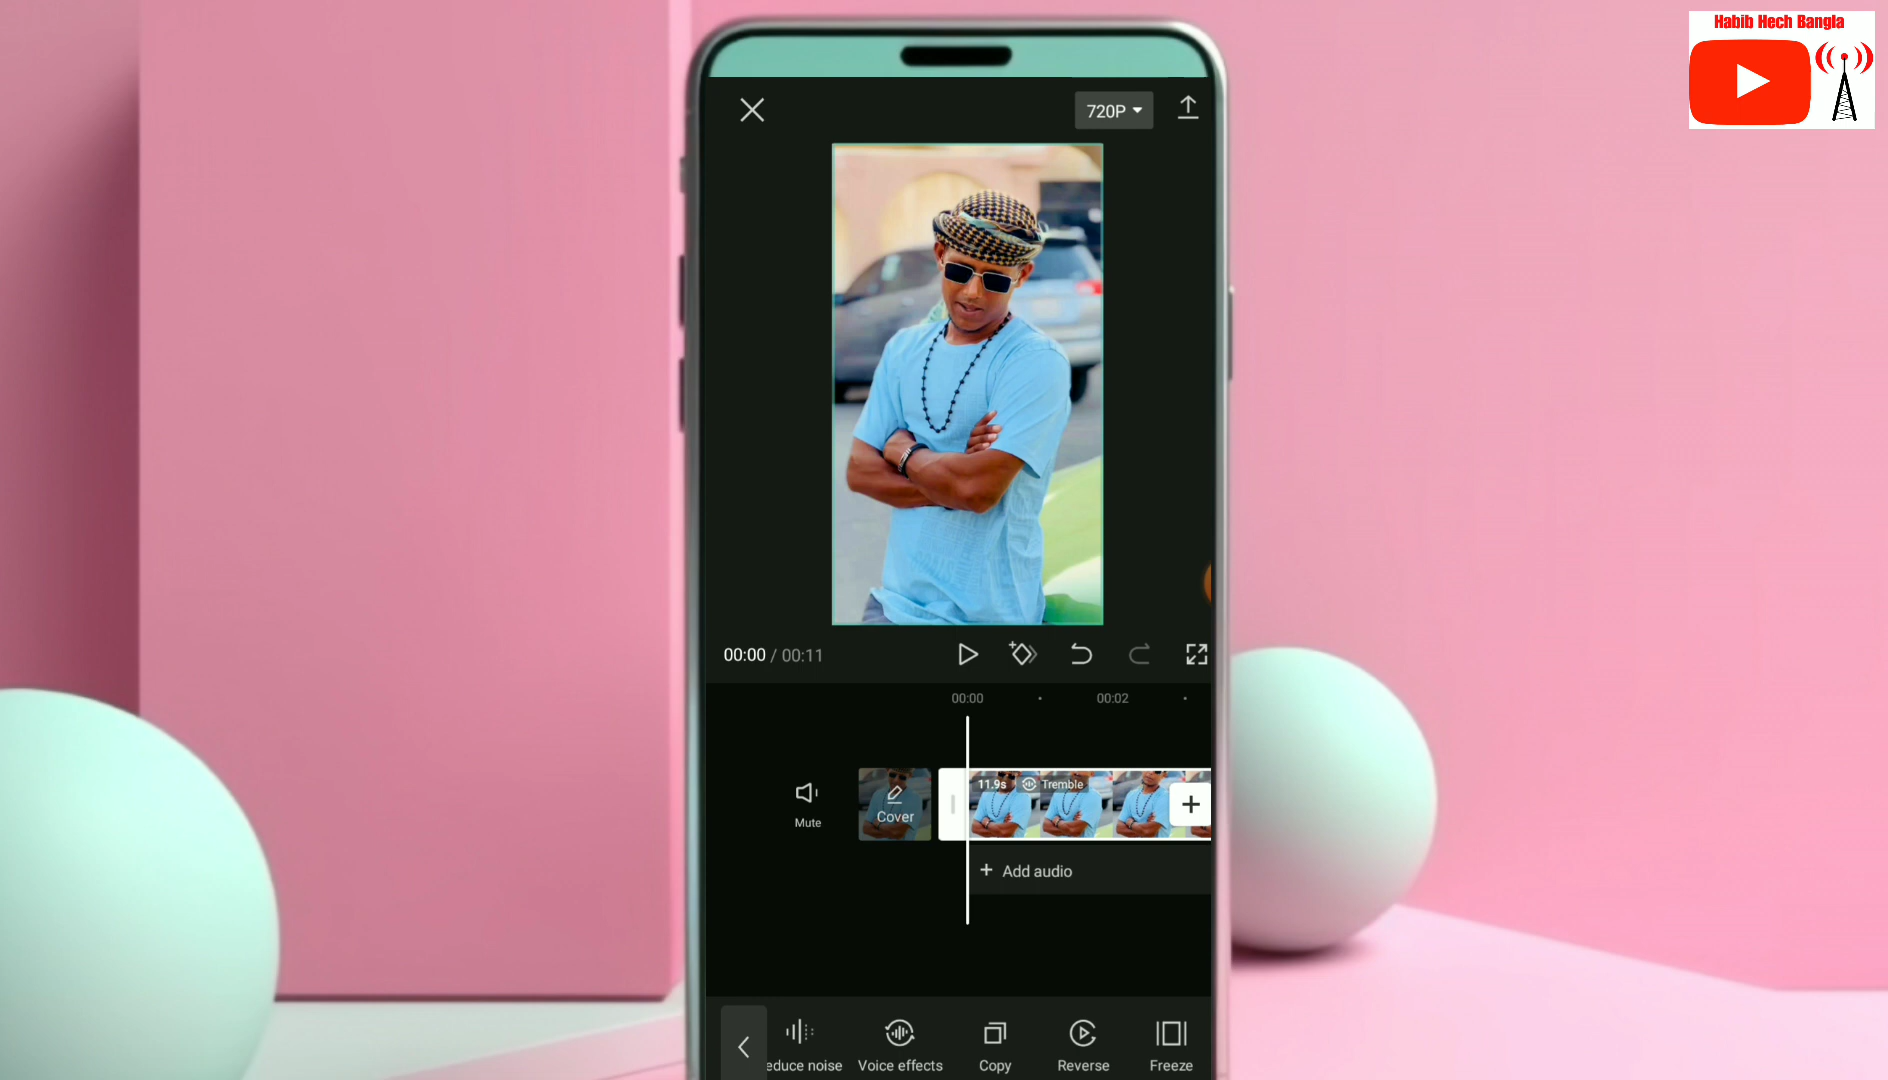 Habib Hech Bangla
720P
00:00 / 00:11
00:00
00:02
11.9s
Tremble
Mute
Cover
+ Add audio
educe noise
Voice effects
Copy
Reverse
Freeze